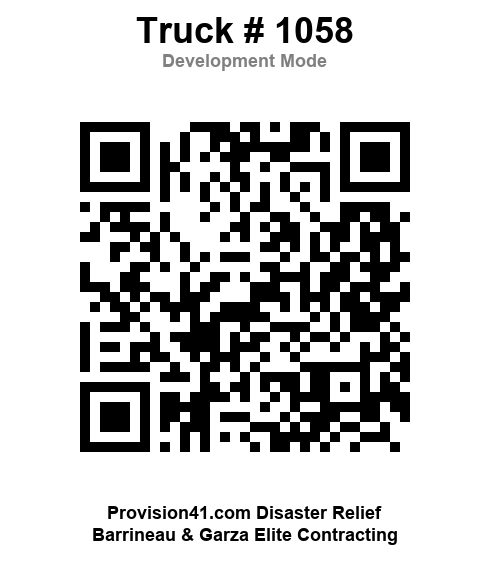 Truck # 1058
Development Mode
Provision41.com Disaster Relief
Barrineau & Garza Elite Contracting